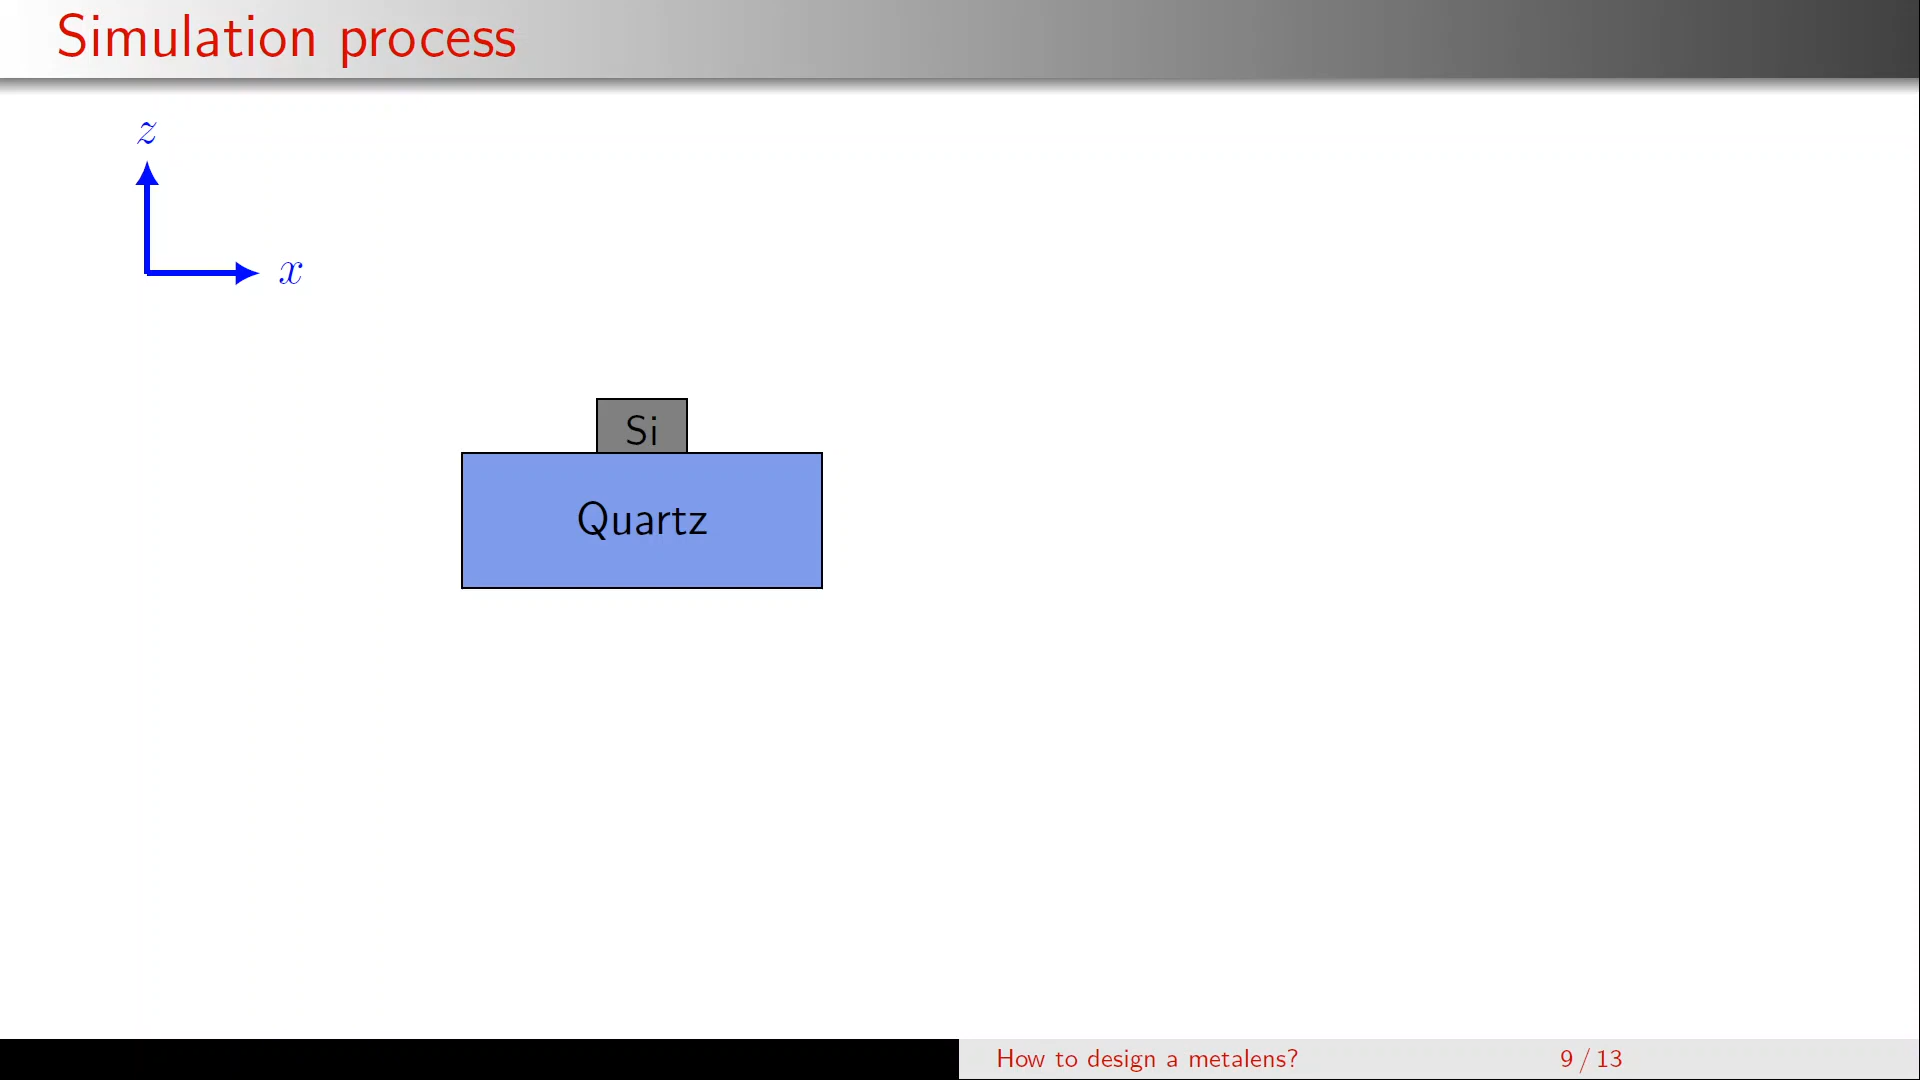 Simulation process
z
x
Si
Quartz
How to design a metalens?
9 / 13